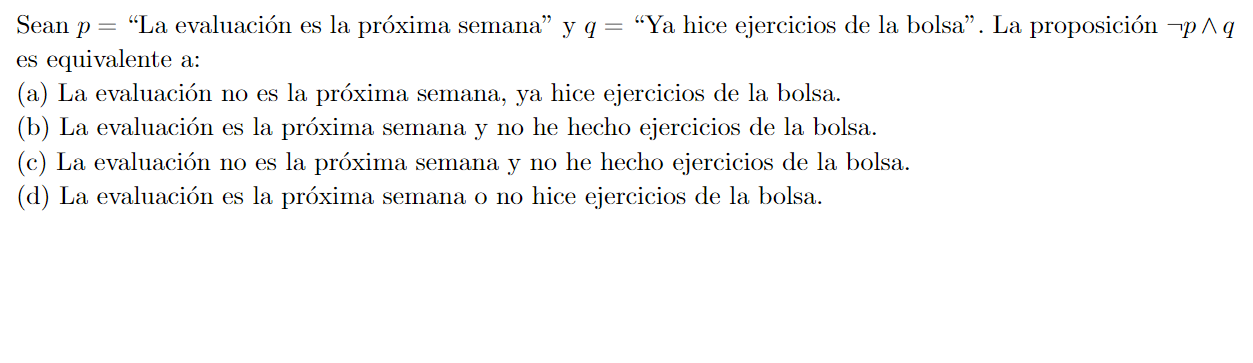 Sean p = “La evaluación es la próxima semana” y q = “Ya hice ejercicios de la bolsa”. La proposición ¬p ∧ q
es equivalente a:
(a) La evaluación no es la próxima semana, ya hice ejercicios de la bolsa.
(b) La evaluación es la próxima semana y no he hecho ejercicios de la bolsa.
(c) La evaluación no es la próxima semana y no he hecho ejercicios de la bolsa.
(d) La evaluación es la próxima semana o no hice ejercicios de la bolsa.